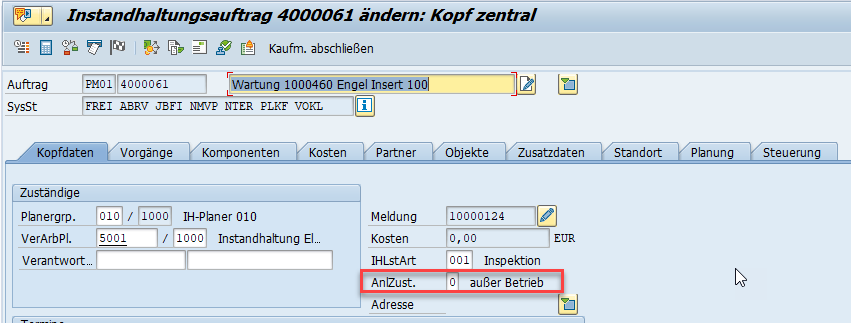 Instandhaltungsauftrag 4000061 ändern: Kopf zentral
Kaufm. abschließen
Auftrag PM01 4000061 Wartung 1000460 Engel Insert 100
SysSt FREI ABRV JBFI NMVP NTER PLKF VOKL
Kopfdaten Vorgänge Komponenten Kosten Partner Objekte Zusatzdaten Standort Planung Steuerung
Zuständige
Planergrp. 010 / 1000 IH-Planer 010
VerArbPl. 5001 / 1000 Instandhaltung El...
Verantwort...
Meldung 10000124
Kosten 0,00 EUR
IHLstArt 001 Inspektion
AnlZust. 0 außer Betrieb
Adresse